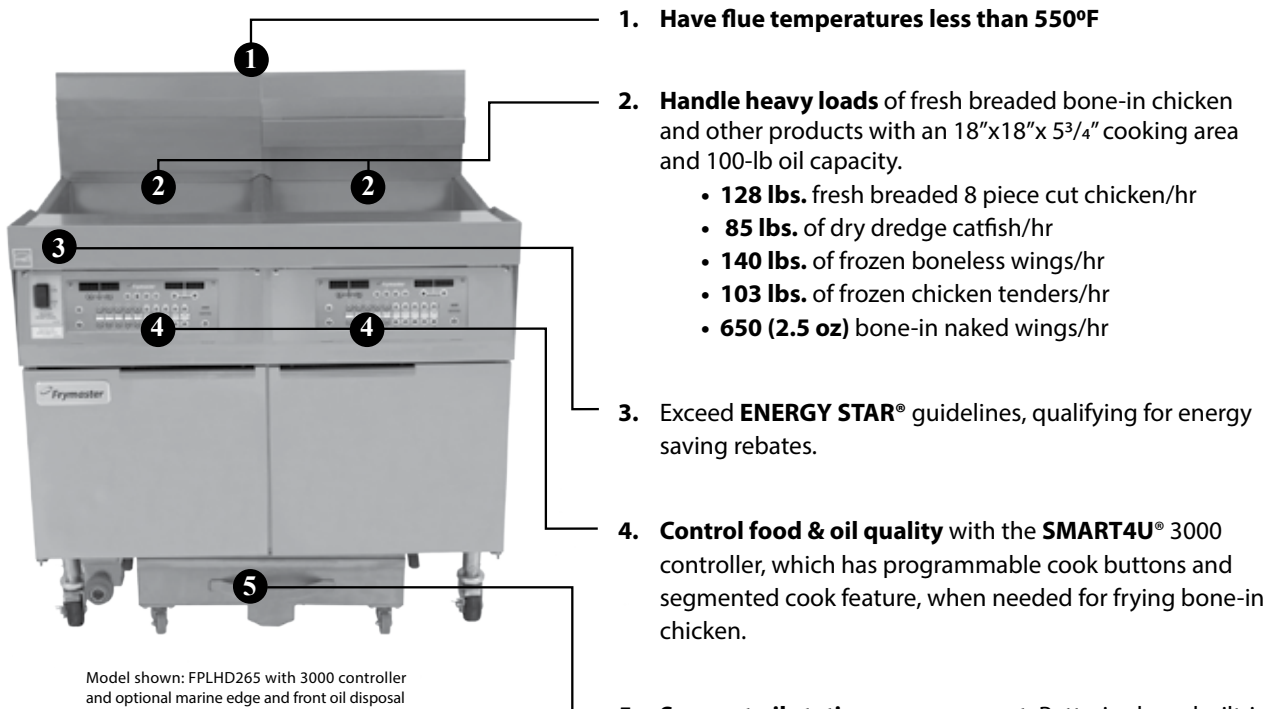 1. Have flue temperatures less than 550ºF
1
2. Handle heavy loads of fresh breaded bone-in chicken
and other products with an 18”x18”x 5³/₄” cooking area
and 100-lb oil capacity.
• 128 lbs. fresh breaded 8 piece cut chicken/hr
• 85 lbs. of dry dredge catfish/hr
• 140 lbs. of frozen boneless wings/hr
• 103 lbs. of frozen chicken tenders/hr
• 650 (2.5 oz) bone-in naked wings/hr
2 2
3
4 4
Frymaster
3. Exceed ENERGY STAR® guidelines, qualifying for energy
saving rebates.
4. Control food & oil quality with the SMART4U® 3000
controller, which has programmable cook buttons and
segmented cook feature, when needed for frying bone-in
chicken.
5
Model shown: FPLHD265 with 3000 controller
and optional marine edge and front oil disposal